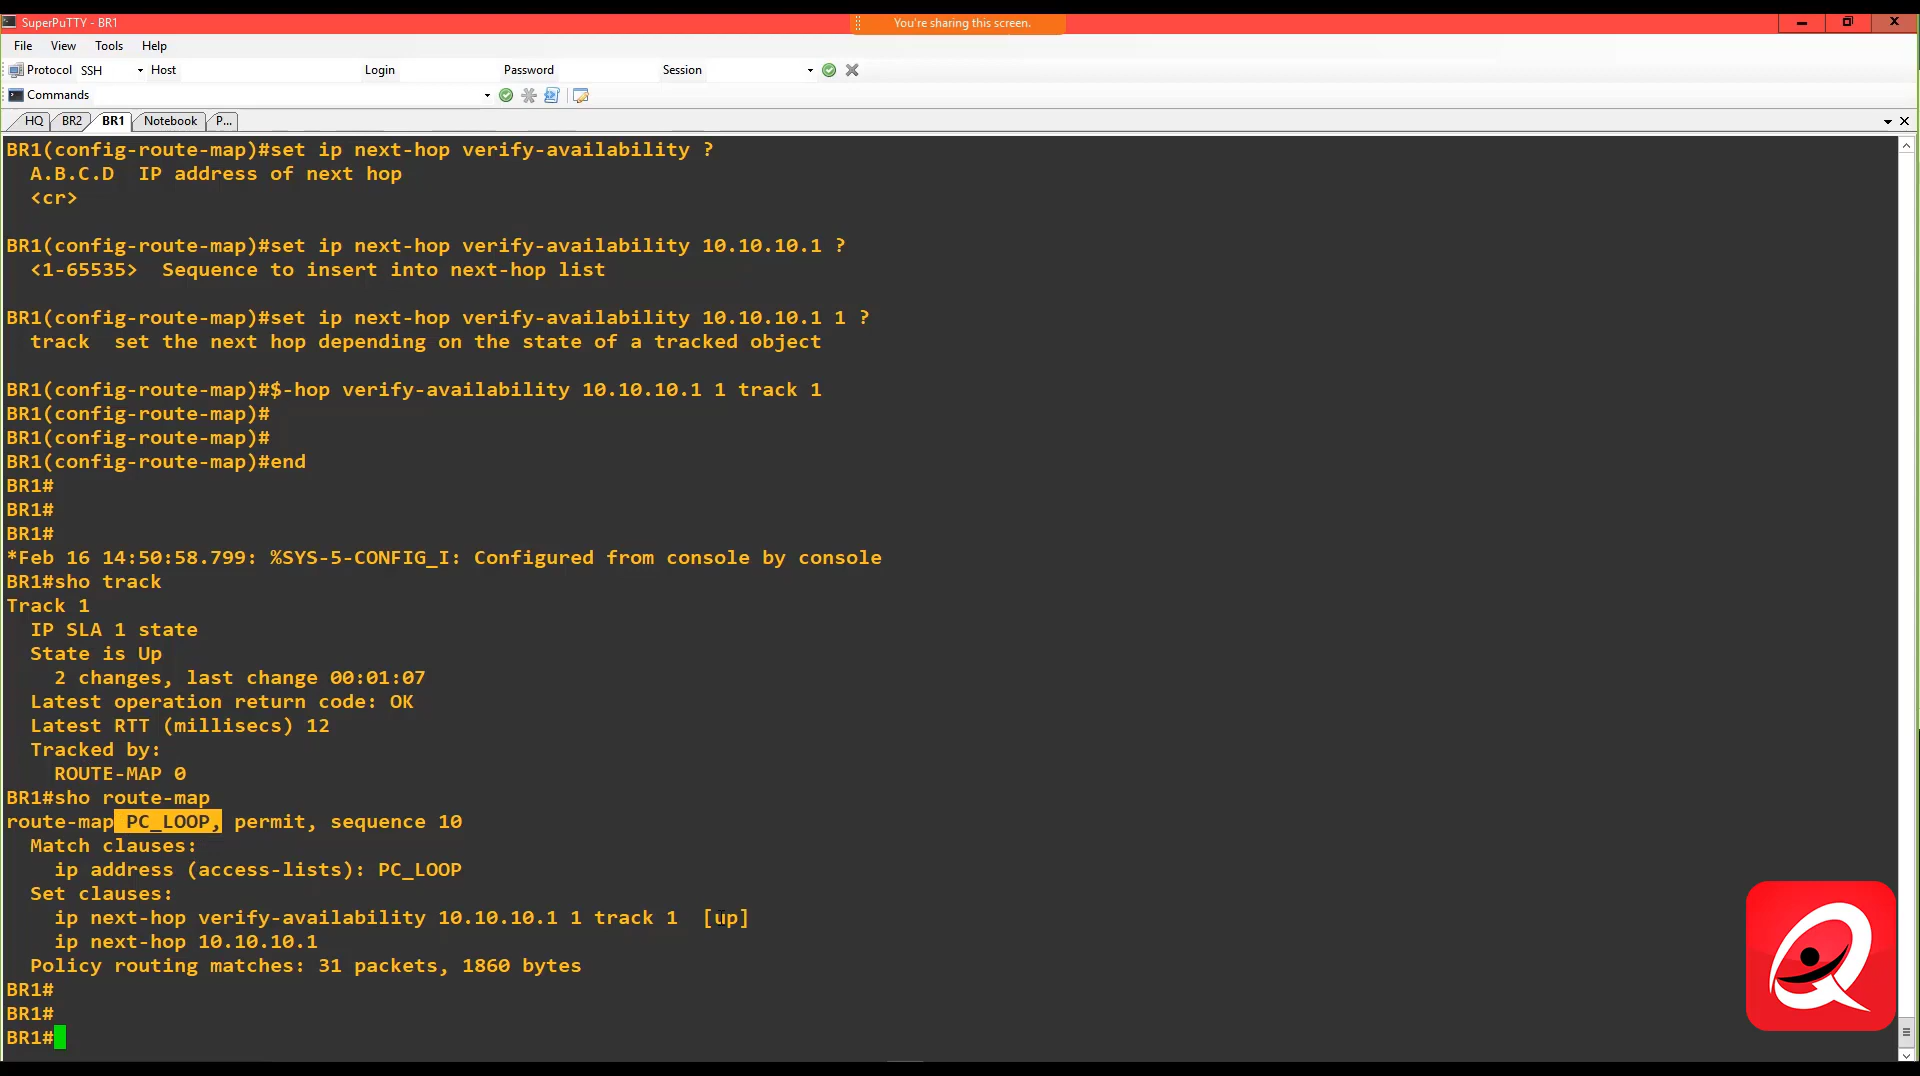 SuperPuTTY - BR1
You're sharing this screen.
File View Tools Help
Protocol SSH Host Login Password Session
Commands
HQ BR2 BR1 Notebook P...
BR1(config-route-map)#set ip next-hop verify-availability ?
A.B.C.D IP address of next hop
<cr>
BR1(config-route-map)#set ip next-hop verify-availability 10.10.10.1 ?
<1-65535> Sequence to insert into next-hop list
BR1(config-route-map)#set ip next-hop verify-availability 10.10.10.1 1 ?
track set the next hop depending on the state of a tracked object
BR1(config-route-map)#$-hop verify-availability 10.10.10.1 1 track 1
BR1(config-route-map)#
BR1(config-route-map)#
BR1(config-route-map)#end
BR1#
BR1#
BR1#
*Feb 16 14:50:58.799: %SYS-5-CONFIG_I: Configured from console by console
BR1#sho track
Track 1
IP SLA 1 state
State is Up
2 changes, last change 00:01:07
Latest operation return code: OK
Latest RTT (millisecs) 12
Tracked by:
ROUTE-MAP 0
BR1#sho route-map
route-map PC_LOOP, permit, sequence 10
Match clauses:
ip address (access-lists): PC_LOOP
Set clauses:
ip next-hop verify-availability 10.10.10.1 1 track 1 [up]
ip next-hop 10.10.10.1
Policy routing matches: 31 packets, 1860 bytes
BR1#
BR1#
BR1#